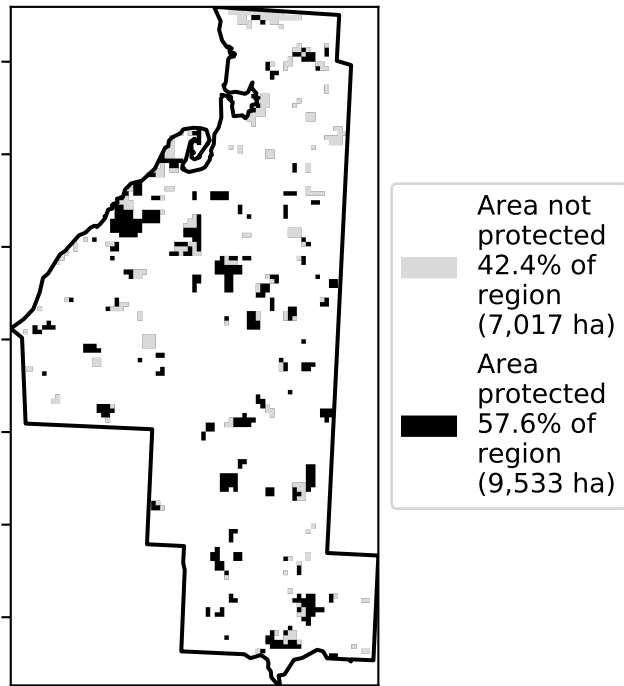 Area not
protected
42.4% of
region
(7,017 ha)
Area
protected
57.6% of
region
(9,533 ha)